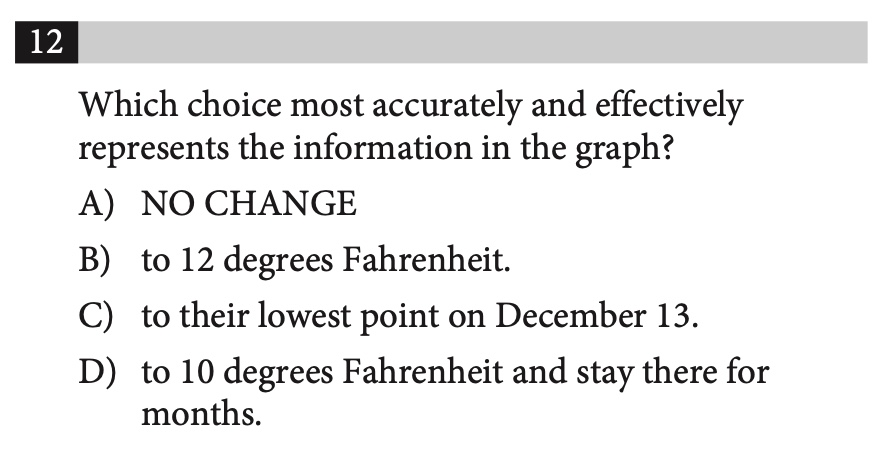 12
Which choice most accurately and effectively
represents the information in the graph?
A) NO CHANGE
B) to 12 degrees Fahrenheit.
C) to their lowest point on December 13.
D) to 10 degrees Fahrenheit and stay there for
months.